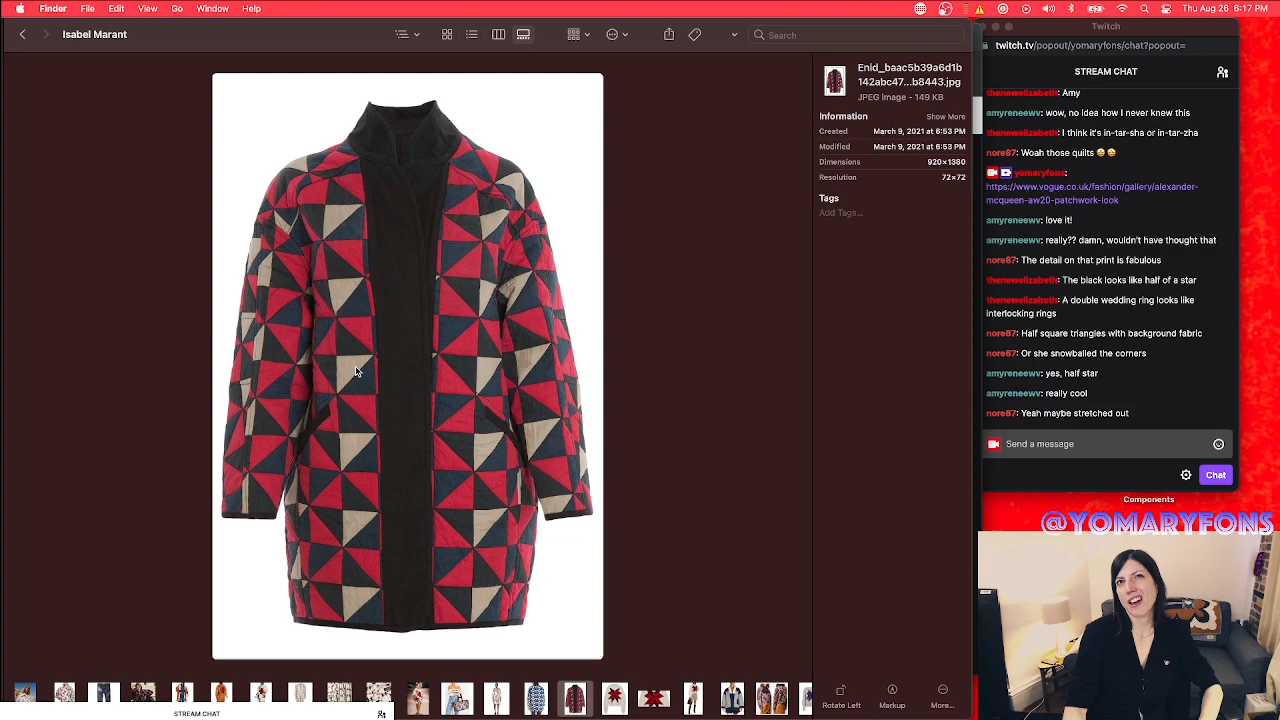 Finder File Edit View Go Window Help
Thu Aug 26 6:17 PM
Isabel Marant
Search
Enid_baac5b39a6d1b
142abc47...b8443.jpg
JPEG image - 149 KB
Information Show More
Created March 9, 2021 at 6:53 PM
Modified March 9, 2021 at 6:53 PM
Dimensions 920×1380
Resolution 72×72
Tags
Add Tags...
Rotate Left Markup More...
STREAM CHAT
Twitch
twitch.tv/popout/yomaryfons/chat?popout=
STREAM CHAT
thenewelizabeth: Amy
amyreneewv: wow, no idea how I never knew this
thenewelizabeth: I think it's in-tar-sha or in-tar-zha
nore87: Woah those quilts 🤩 🤩
yomaryfons:
https://www.vogue.co.uk/fashion/gallery/alexander-
mcqueen-aw20-patchwork-look
amyreneewv: love it!
amyreneewv: really?? damn, wouldn't have thought that
nore87: The detail on that print is fabulous
thenewelizabeth: The black looks like half of a star
thenewelizabeth: A double wedding ring looks like
interlocking rings
nore87: Half square triangles with background fabric
nore87: Or she snowballed the corners
amyreneewv: yes, half star
amyreneewv: really cool
nore87: Yeah maybe stretched out
Send a message
Chat
Components
@YOMARYFONS